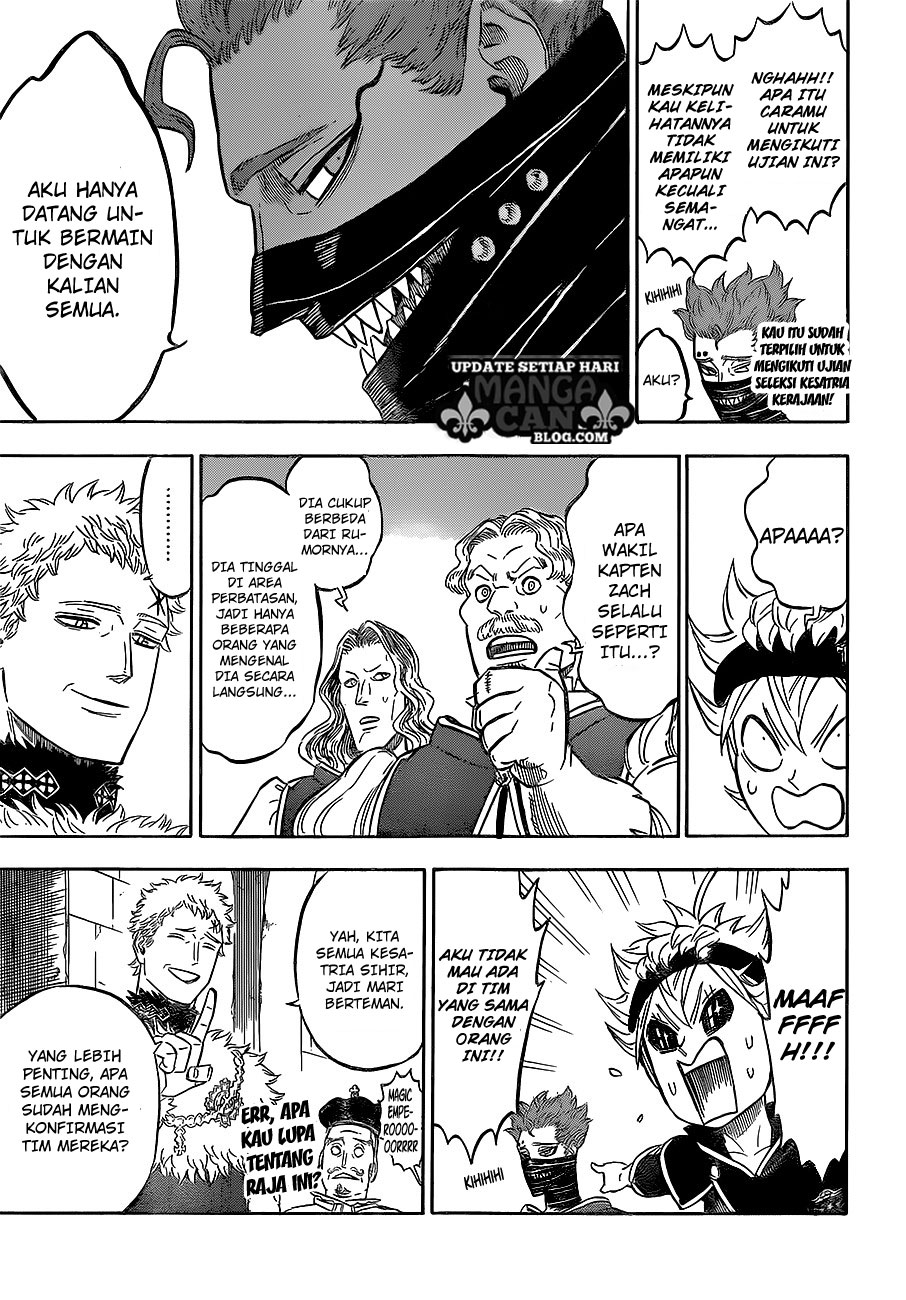 NGHAHH!!
APA ITU
CARAMU
UNTUK
MENGIKUTI
UJIAN INI?
MESKIPUN
KAU KELI-
HATANNYA
TIDAK
MEMILIKI
APAPUN
KECUALI
SEMA-
NGAT...
KIHIHIHI
KAU ITU SUDAH
TERPILIH UNTUK
MENGIKUTI UJIAN
SELEKSI KESATRIA
KERAJAAN!
AKU?
AKU HANYA
DATANG UN-
TUK BERMAIN
DENGAN
KALIAN
SEMUA.
UPDATE SETIAP HARI
MANGA
CAN
BLOG.COM
APAAAA?
APA
WAKIL
KAPTEN
ZACH
SELALU
SEPERTI
ITU...?
DIA CUKUP
BERBEDA
DARI RU-
MORNYA...
DIA TINGGAL
DI AREA
PERBATASAN,
JADI HANYA
BEBERAPA
ORANG YANG
MENGENAL
DIA SECARA
LANGSUNG...
..........
MAAF
FFFF
H!!!
AKU TIDAK
MAU ADA
DI TIM
YANG SAMA
DENGAN
ORANG
INI!!
KIHIHIHI
YAH, KITA
SEMUA KESA-
TRIA SIHIR,
JADI MARI
BERTEMAN.
MAGIC
EMPE-
ROOOO-
OORRRR
ERR, APA
KAU LUPA
TENTANG
RAJA INI?
YANG LEBIH
PENTING, APA
SEMUA ORANG
SUDAH MENG-
KONFIRMASI
TIM MEREKA?